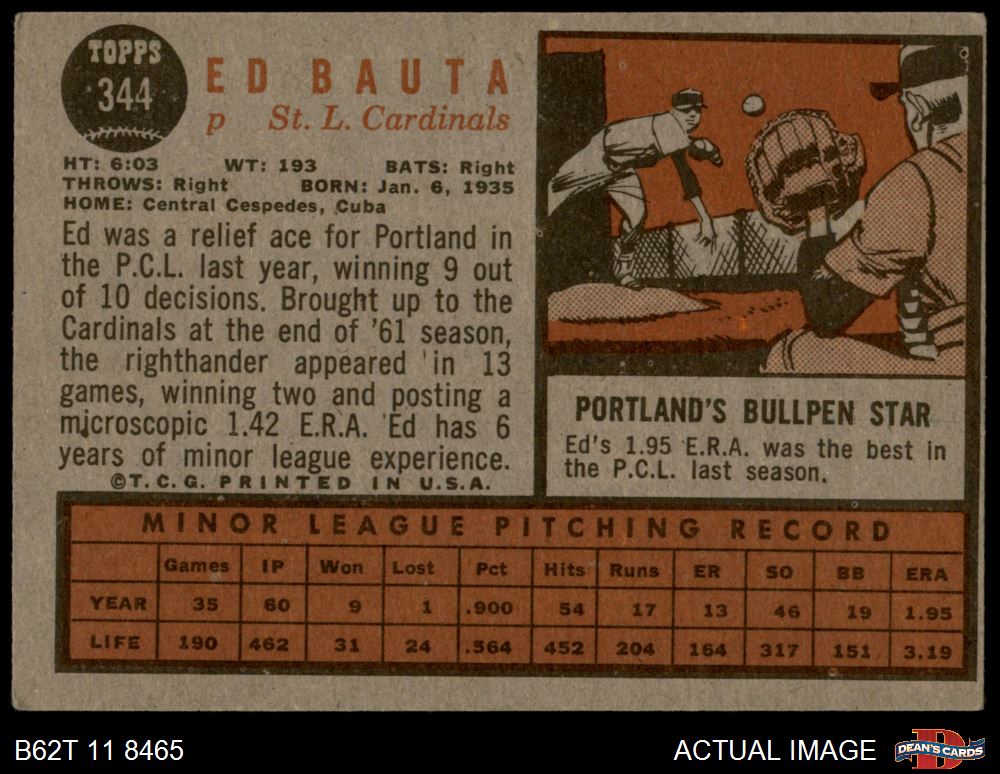 TOPPS
344
ED BAUTA
p St. L. Cardinals
HT: 6:03 WT: 193 BATS: Right
THROWS: Right BORN: Jan. 6, 1935
HOME: Central Cespedes, Cuba
Ed was a relief ace for Portland in
the P.C.L. last year, winning 9 out
of 10 decisions. Brought up to the
Cardinals at the end of '61 season,
the righthander appeared in 13
games, winning two and posting a
microscopic 1.42 E.R.A. Ed has 6
years of minor league experience.
©T.C.G. PRINTED IN U.S.A.
PORTLAND'S BULLPEN STAR
Ed's 1.95 E.R.A. was the best in
the P.C.L. last season.
MINOR LEAGUE PITCHING RECORD
Games IP Won Lost Pct Hits Runs ER SO BB ERA
YEAR 35 60 9 1 .900 54 17 13 46 19 1.95
LIFE 190 462 31 24 .564 452 204 164 317 151 3.19
B62T 11 8465 ACTUAL IMAGE
D
DEAN'S CARDS